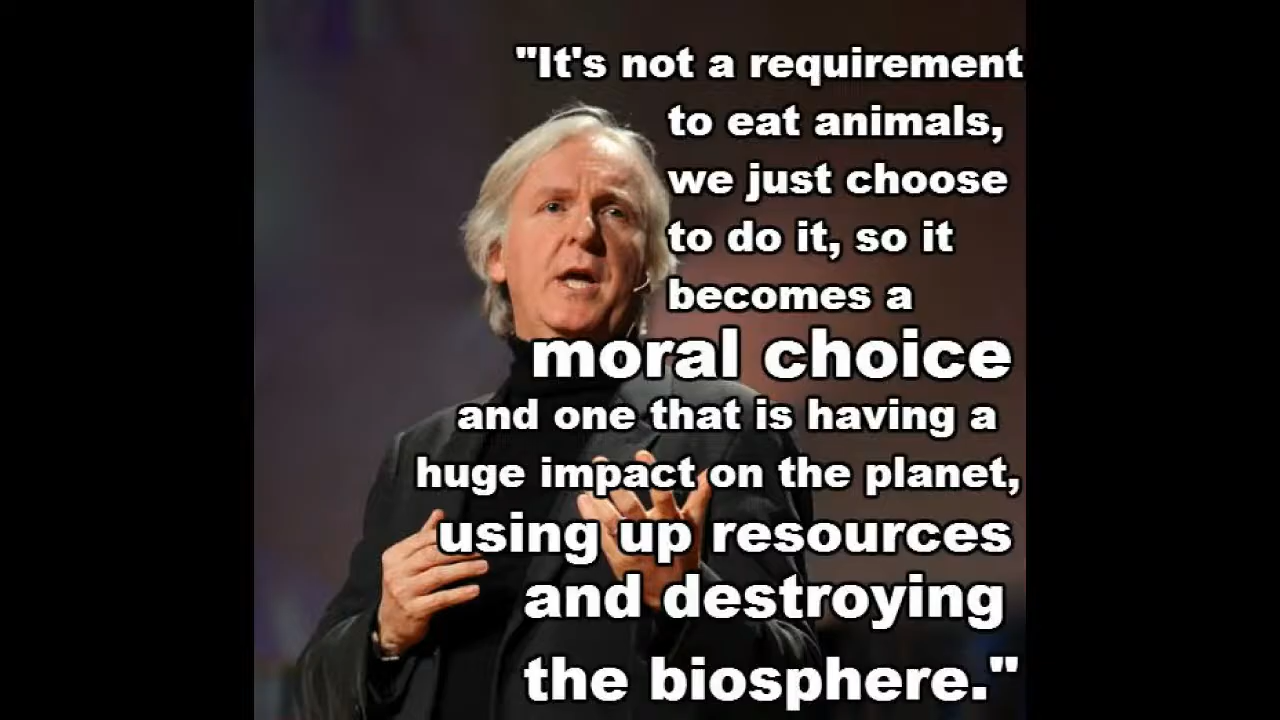 "It's not a requirement
to eat animals,
we just choose
to do it, so it
becomes a
moral choice
and one that is having a
huge impact on the planet,
using up resources
and destroying
the biosphere."